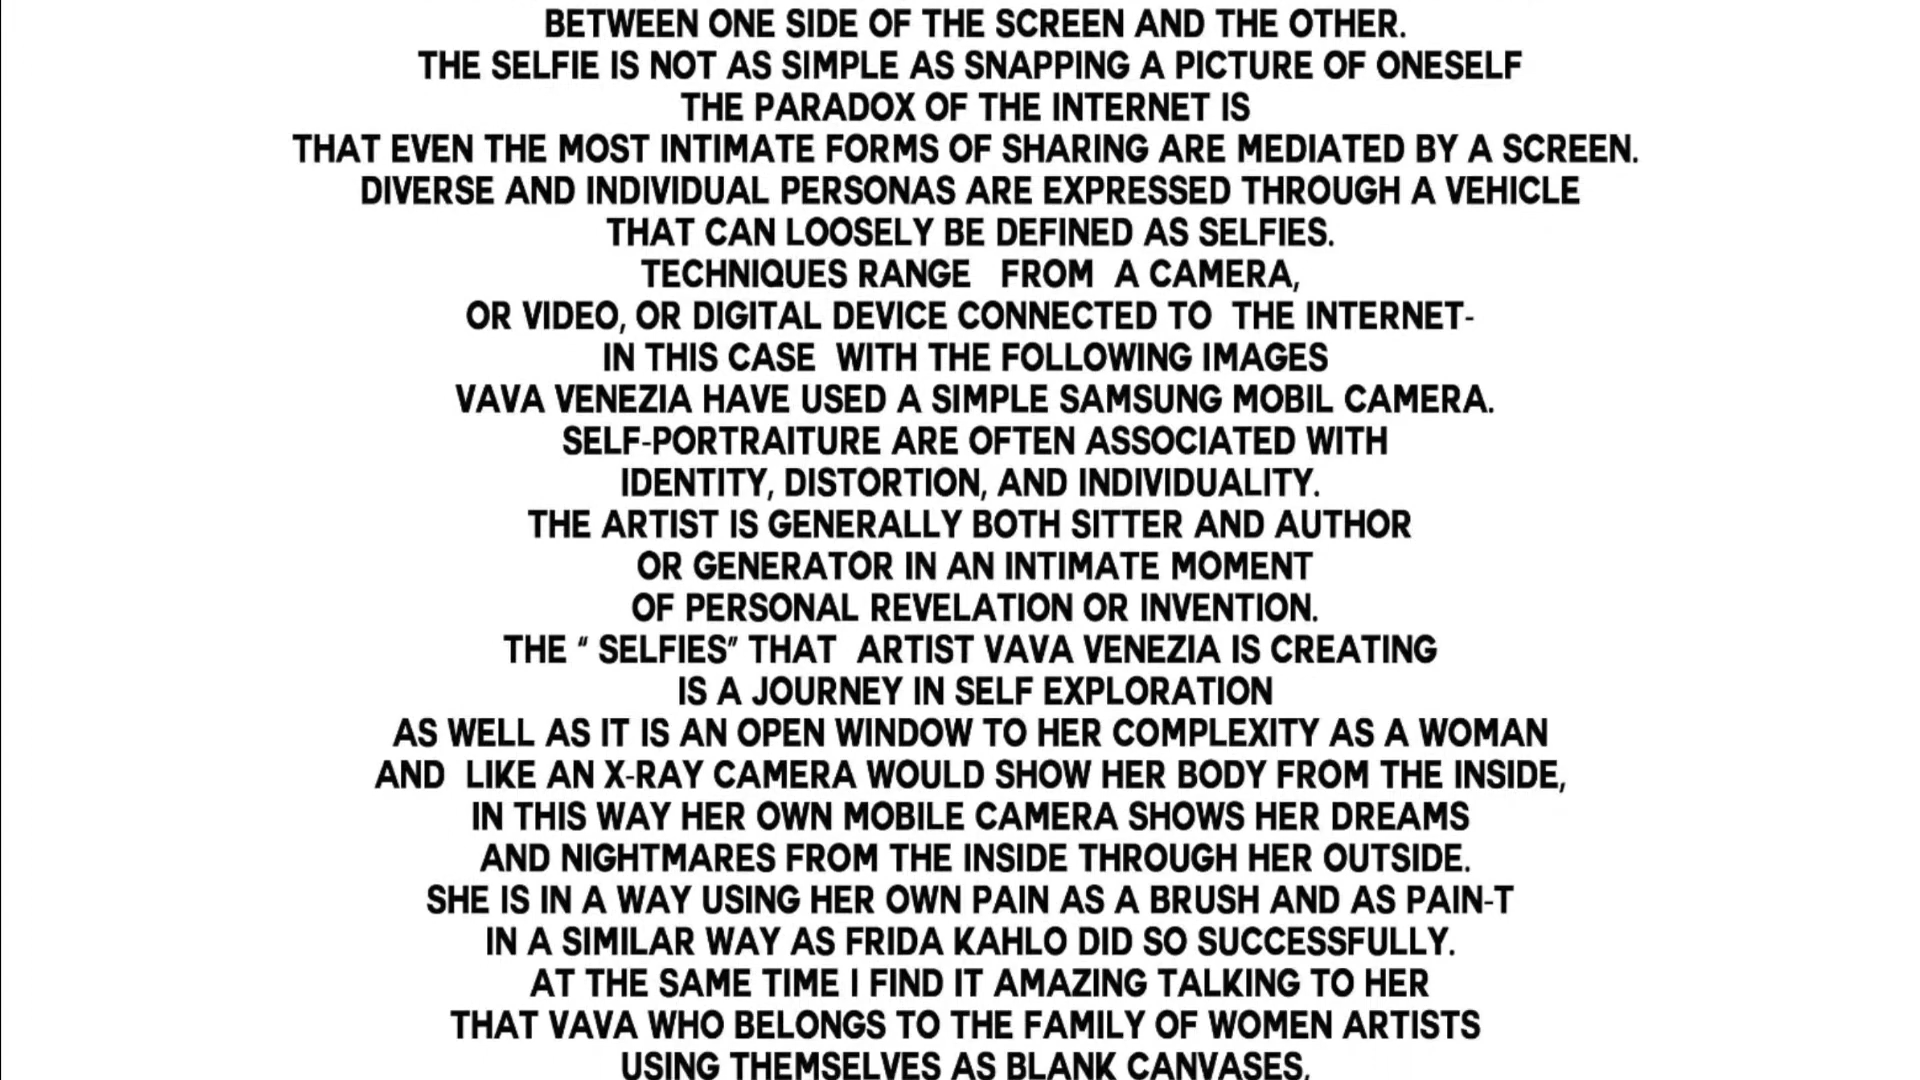 BETWEEN ONE SIDE OF THE SCREEN AND THE OTHER.
THE SELFIE IS NOT AS SIMPLE AS SNAPPING A PICTURE OF ONESELF
THE PARADOX OF THE INTERNET IS
THAT EVEN THE MOST INTIMATE FORMS OF SHARING ARE MEDIATED BY A SCREEN.
DIVERSE AND INDIVIDUAL PERSONAS ARE EXPRESSED THROUGH A VEHICLE
THAT CAN LOOSELY BE DEFINED AS SELFIES.
TECHNIQUES RANGE   FROM  A CAMERA,
OR VIDEO, OR DIGITAL DEVICE CONNECTED TO  THE INTERNET-
IN THIS CASE  WITH THE FOLLOWING IMAGES
VAVA VENEZIA HAVE USED A SIMPLE SAMSUNG MOBIL CAMERA.
SELF-PORTRAITURE ARE OFTEN ASSOCIATED WITH
IDENTITY, DISTORTION, AND INDIVIDUALITY.
THE ARTIST IS GENERALLY BOTH SITTER AND AUTHOR
OR GENERATOR IN AN INTIMATE MOMENT
OF PERSONAL REVELATION OR INVENTION.
THE “ SELFIES” THAT  ARTIST VAVA VENEZIA IS CREATING
IS A JOURNEY IN SELF EXPLORATION
AS WELL AS IT IS AN OPEN WINDOW TO HER COMPLEXITY AS A WOMAN
AND  LIKE AN X-RAY CAMERA WOULD SHOW HER BODY FROM THE INSIDE,
IN THIS WAY HER OWN MOBILE CAMERA SHOWS HER DREAMS
AND NIGHTMARES FROM THE INSIDE THROUGH HER OUTSIDE.
SHE IS IN A WAY USING HER OWN PAIN AS A BRUSH AND AS PAIN-T
IN A SIMILAR WAY AS FRIDA KAHLO DID SO SUCCESSFULLY.
AT THE SAME TIME I FIND IT AMAZING TALKING TO HER
THAT VAVA WHO BELONGS TO THE FAMILY OF WOMEN ARTISTS
USING THEMSELVES AS BLANK CANVASES,